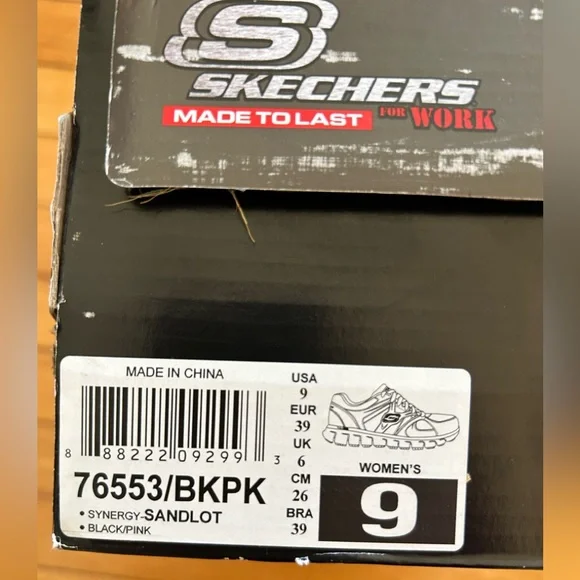 S
SKECHERS
MADE TO LAST FOR WORK
MADE IN CHINA
8 88222 09299 3
76553/BKPK
• SYNERGY-SANDLOT
• BLACK/PINK
USA
9
EUR
39
UK
6
CM
26
BRA
39
S
WOMEN'S
9